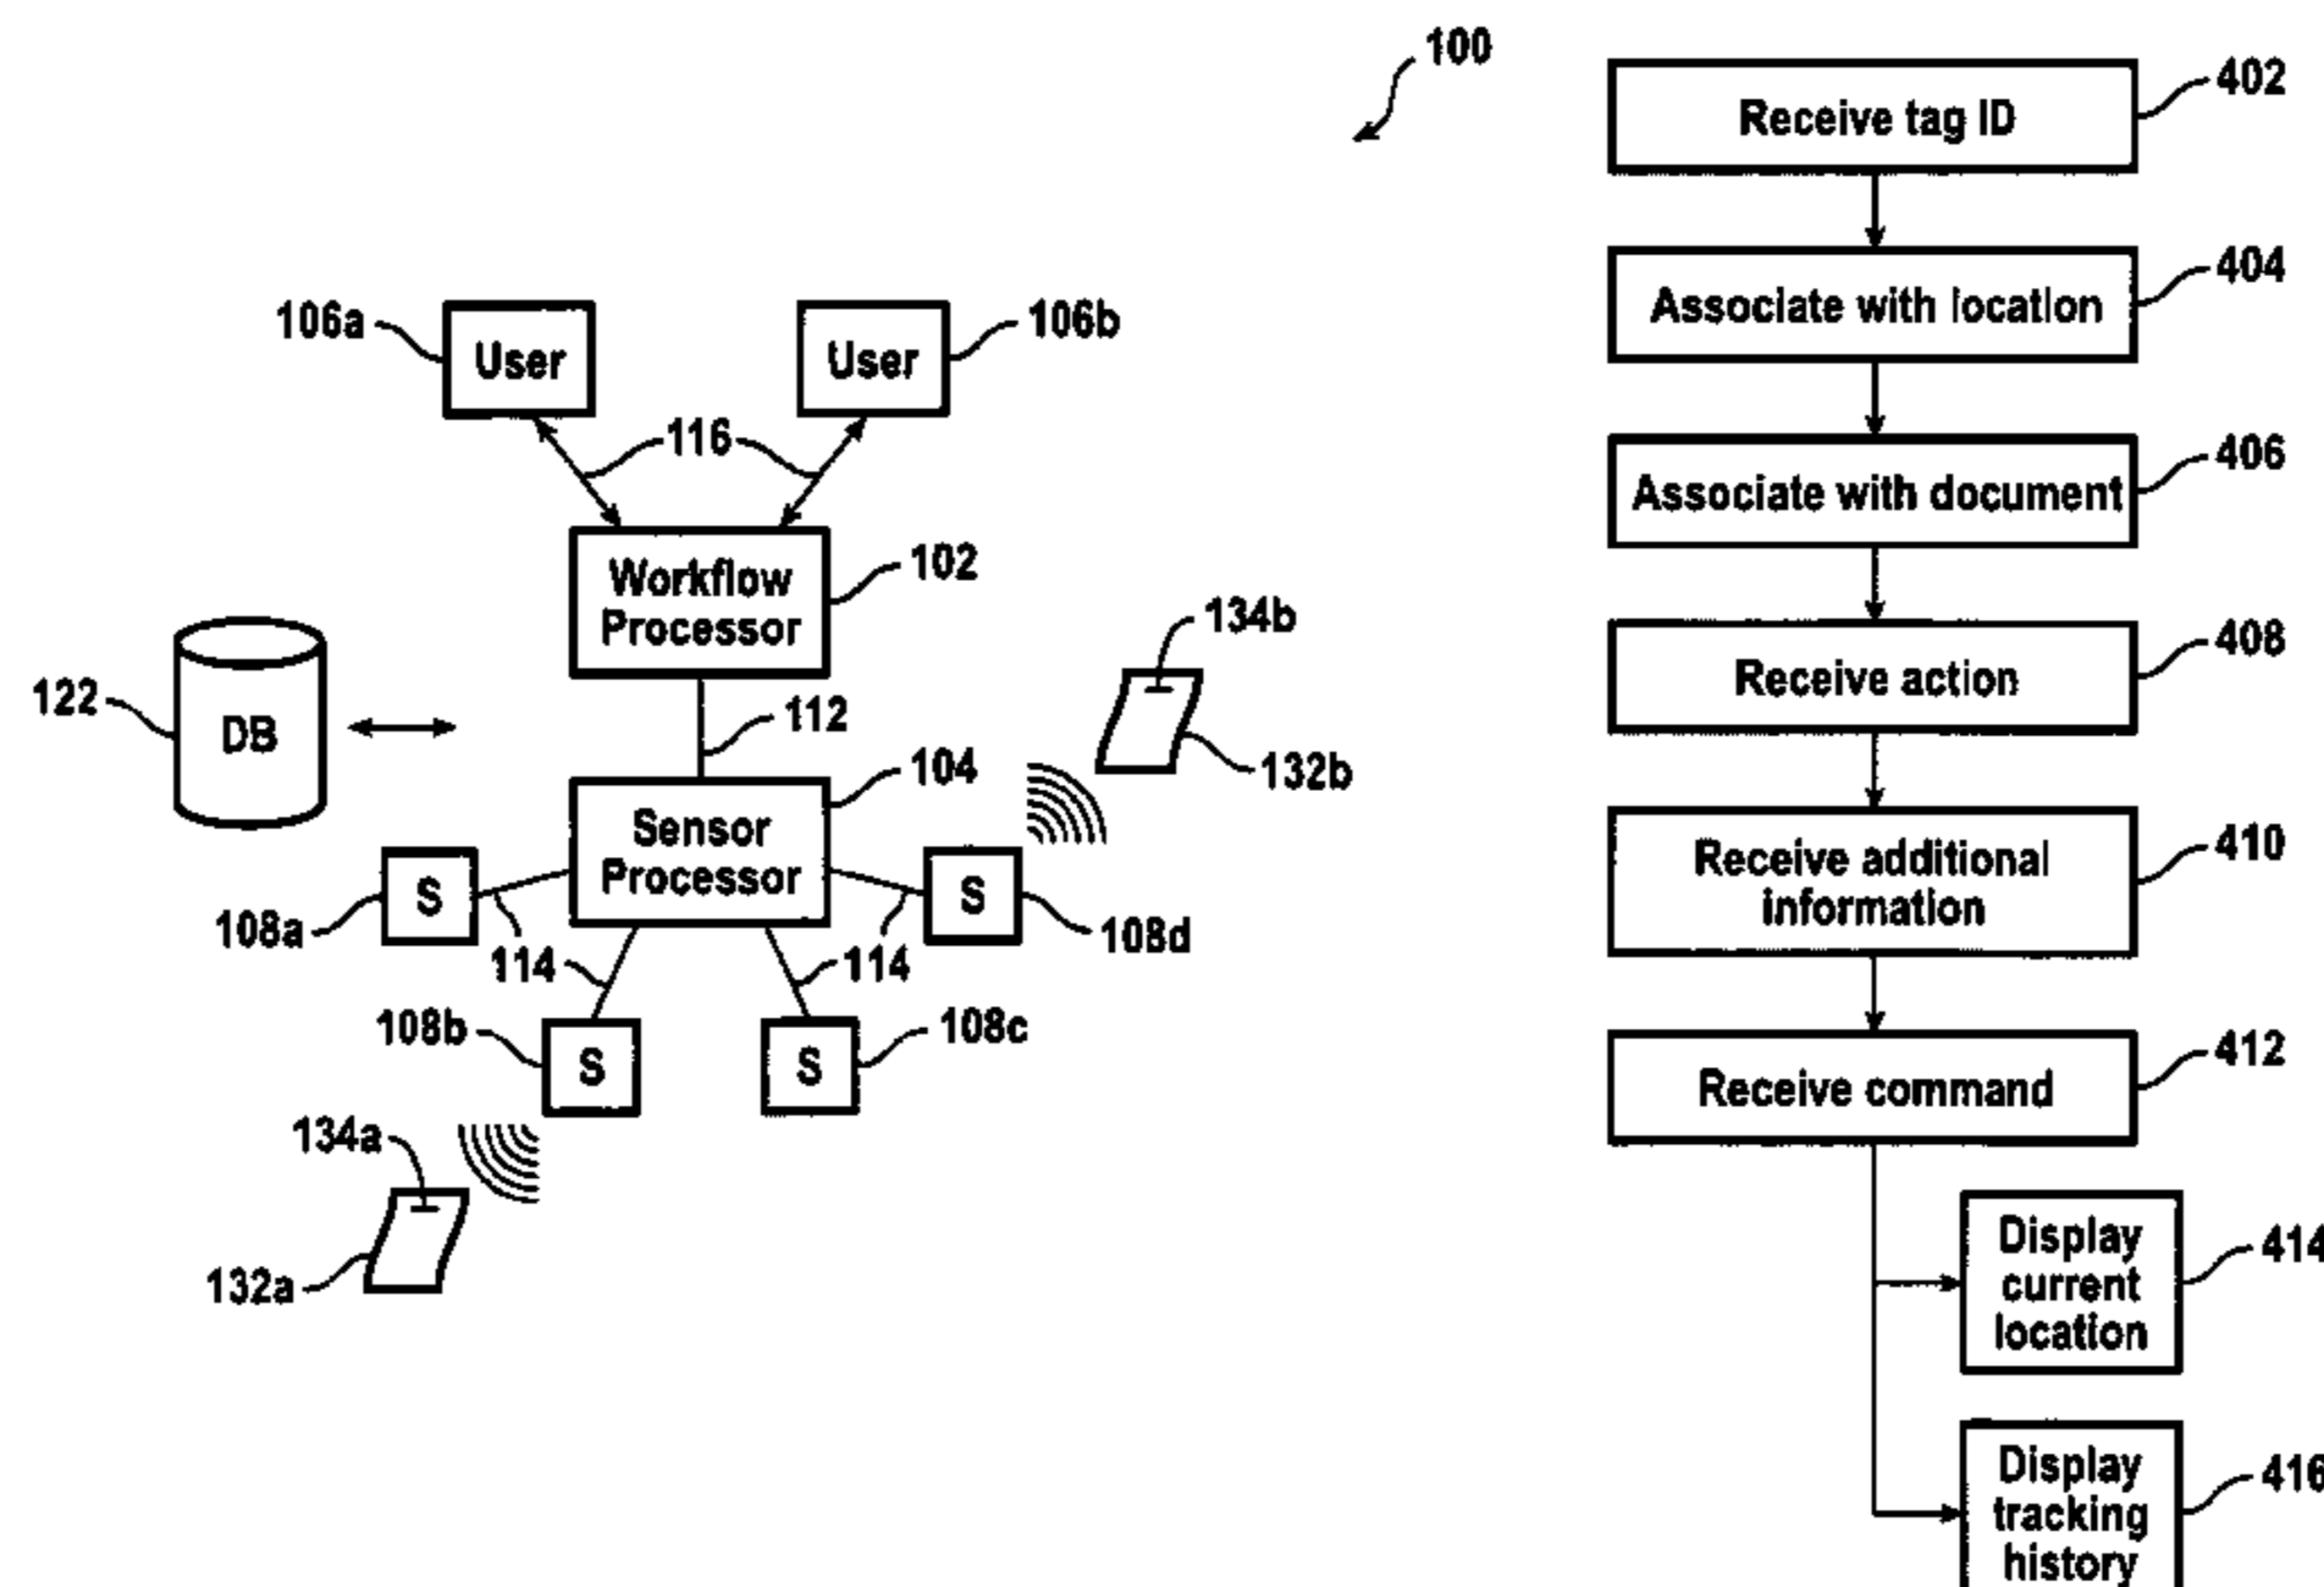 100
106a
User
User
106b
116
Workflow
Processor
102
134b
122
DB
112
132b
104
Sensor
Processor
S
S
108a
114
114
108d
108b
S
S
108c
134a
132a
Receive tag ID
402
Associate with location
404
Associate with document
406
Receive action
408
Receive additional
information
410
Receive command
412
Display
current
location
414
Display
tracking
history
416